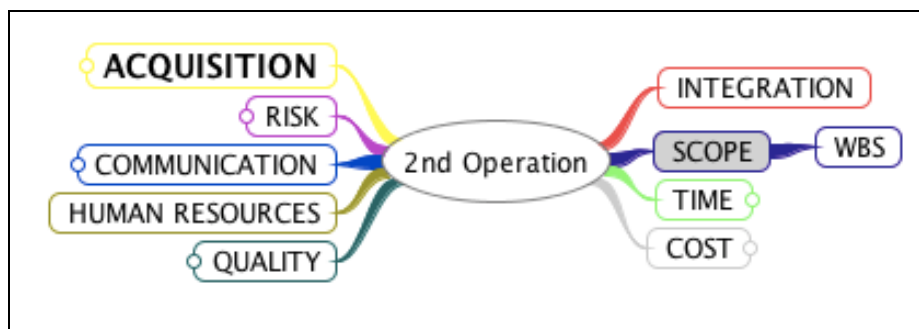 ACQUISITION
RISK
COMMUNICATION
HUMAN RESOURCES
QUALITY
2nd Operation
INTEGRATION
SCOPE
WBS
TIME
COST